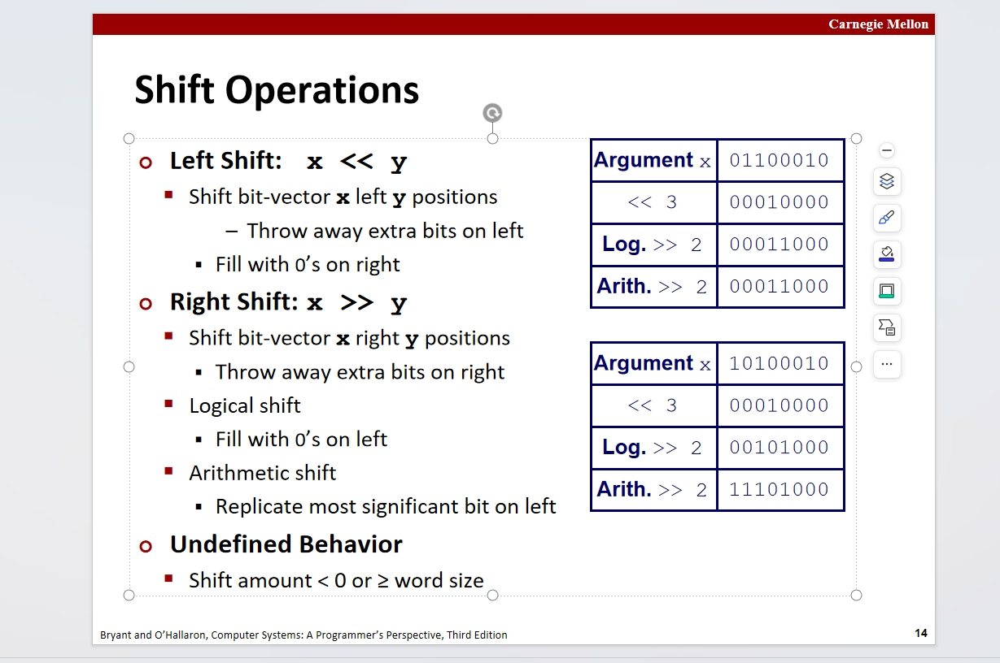 Carnegie Mellon
Shift Operations
Left Shift: x << y
Shift bit-vector x left y positions
– Throw away extra bits on left
Fill with 0’s on right
Right Shift: x >> y
Shift bit-vector x right y positions
Throw away extra bits on right
Logical shift
Fill with 0’s on left
Arithmetic shift
Replicate most significant bit on left
Undefined Behavior
Shift amount < 0 or ≥ word size
Argument x 01100010
<< 3 00010000
Log. >> 2 00011000
Arith. >> 2 00011000
Argument x 10100010
<< 3 00010000
Log. >> 2 00101000
Arith. >> 2 11101000
Bryant and O’Hallaron, Computer Systems: A Programmer’s Perspective, Third Edition
14